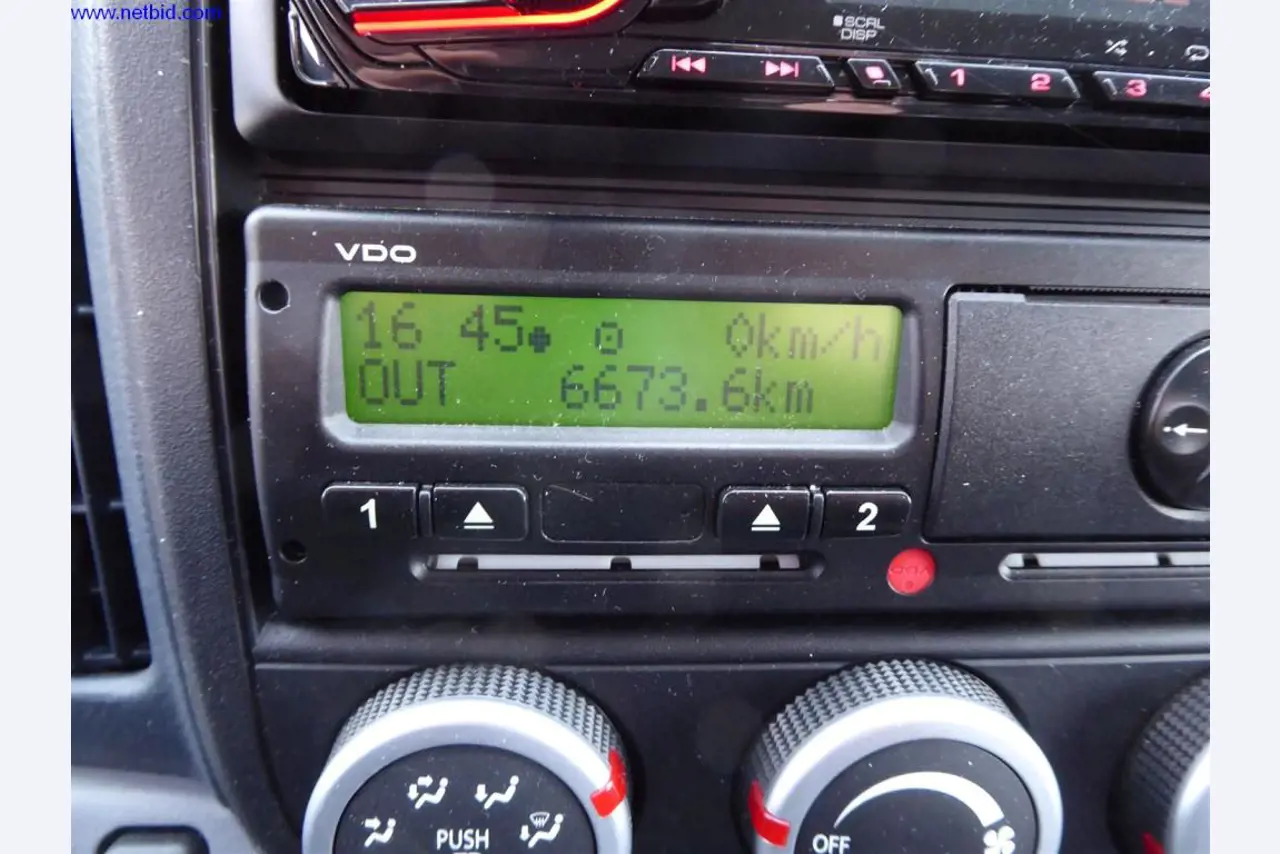 www.netbid.com
SCRL
DISP
1 2 3 4
VDO
16 45 0km/h
OUT 6673.6km
1 2
PUSH
OFF